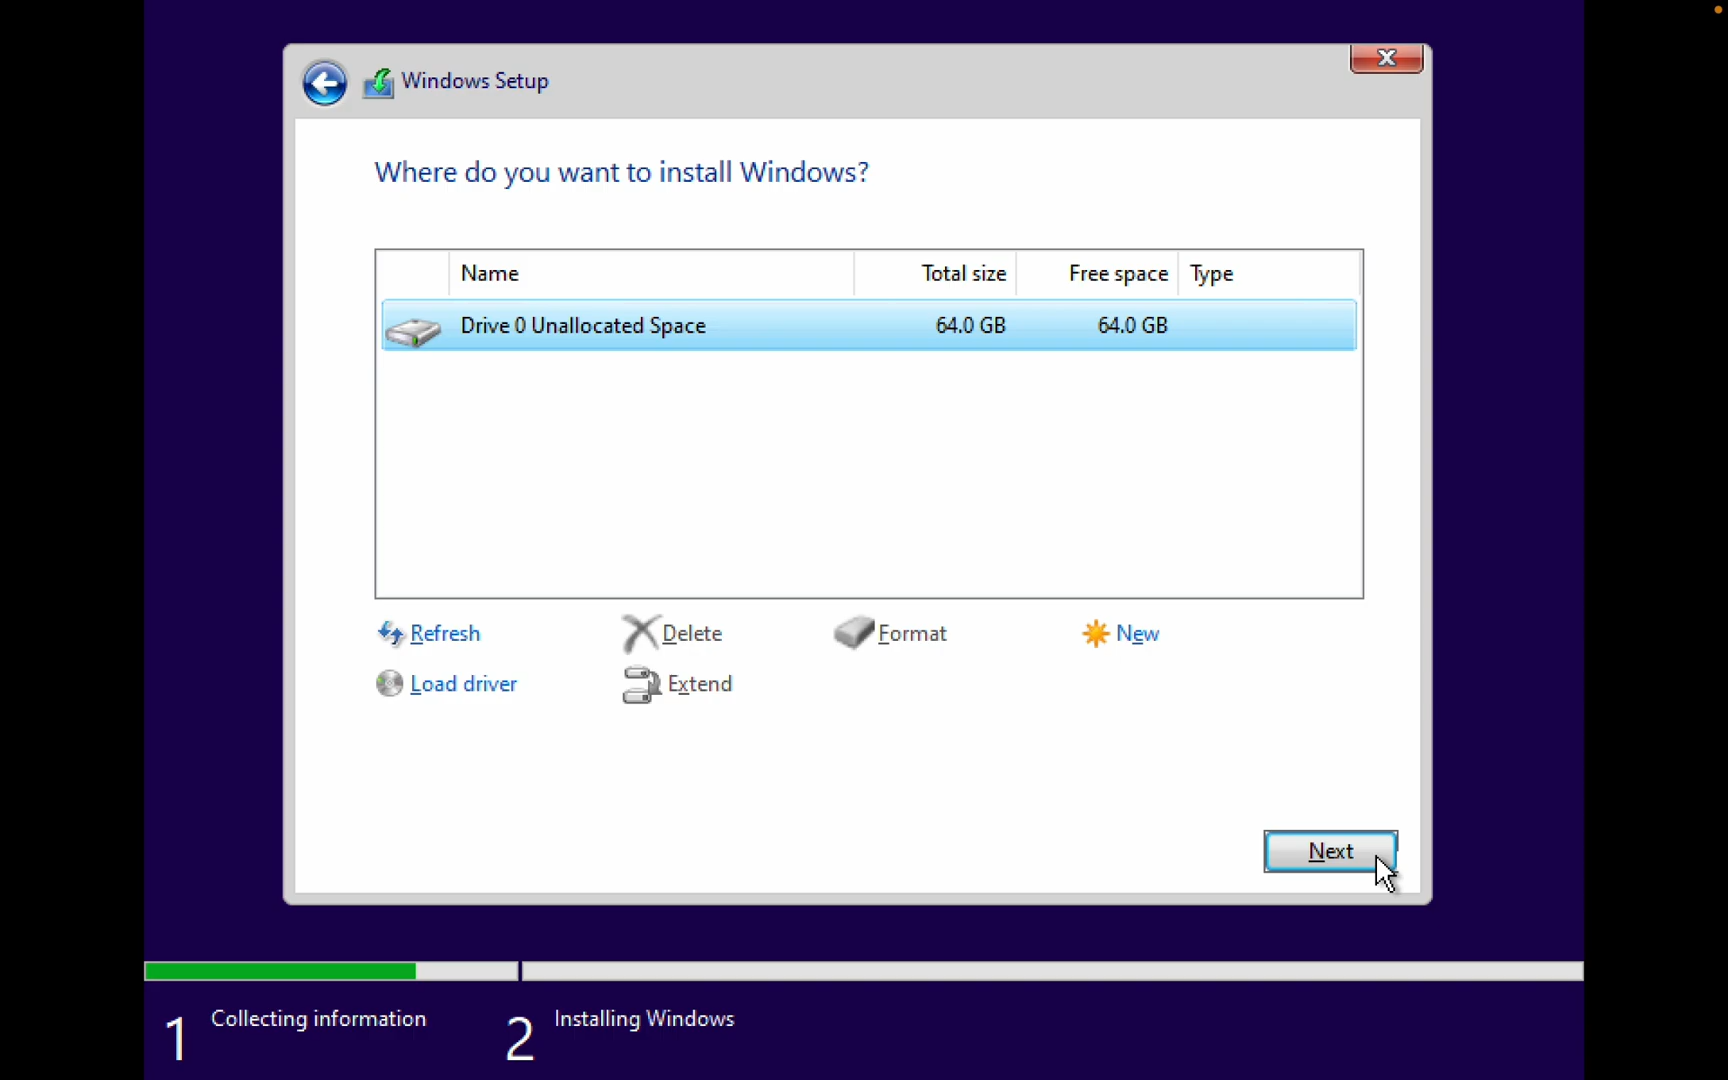 Windows Setup
Where do you want to install Windows?
Name Total size Free space Type
Drive 0 Unallocated Space 64.0 GB 64.0 GB
Refresh Delete Format New
Load driver Extend
Next
1 Collecting information 2 Installing Windows